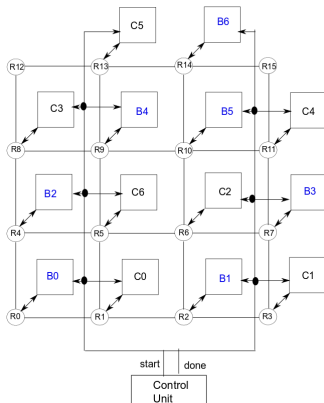 C5
B6
R12
R13
R14
R15
C3
B4
B5
C4
R8
R9
R10
R11
B2
C6
C2
B3
R4
R5
R6
R7
B0
C0
B1
C1
R0
R1
R2
R3
start
done
Control
Unit